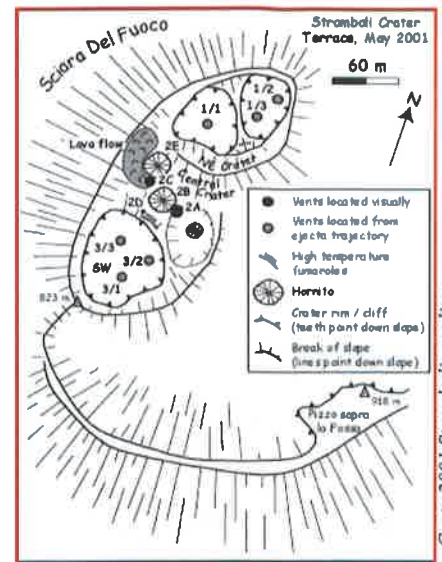 Stromboli Crater
Terrace, May 2001
60 m
N
Sciara Del Fuoco
1/2
1/1
1/3
NE Crater
Lava flow
2E
Central
Crater
2C
2B
2D
2A
3/3
SW
3/2
3/1
823 m
Vents located visually
Vents located from
ejecta trajectory
High temperature
fumaroles
Hornito
Crater rim / cliff
(teeth point down slope)
Break of slope
(lines point down slope)
918 m
Pizzo sopra
la Fossa